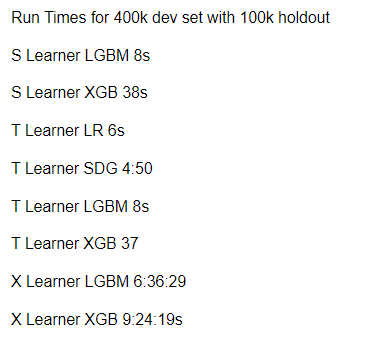 Run Times for 400k dev set with 100k holdout
S Learner LGBM 8s
S Learner XGB 38s
T Learner LR 6s
T Learner SDG 4:50
T Learner LGBM 8s
T Learner XGB 37
X Learner LGBM 6:36:29
X Learner XGB 9:24:19s